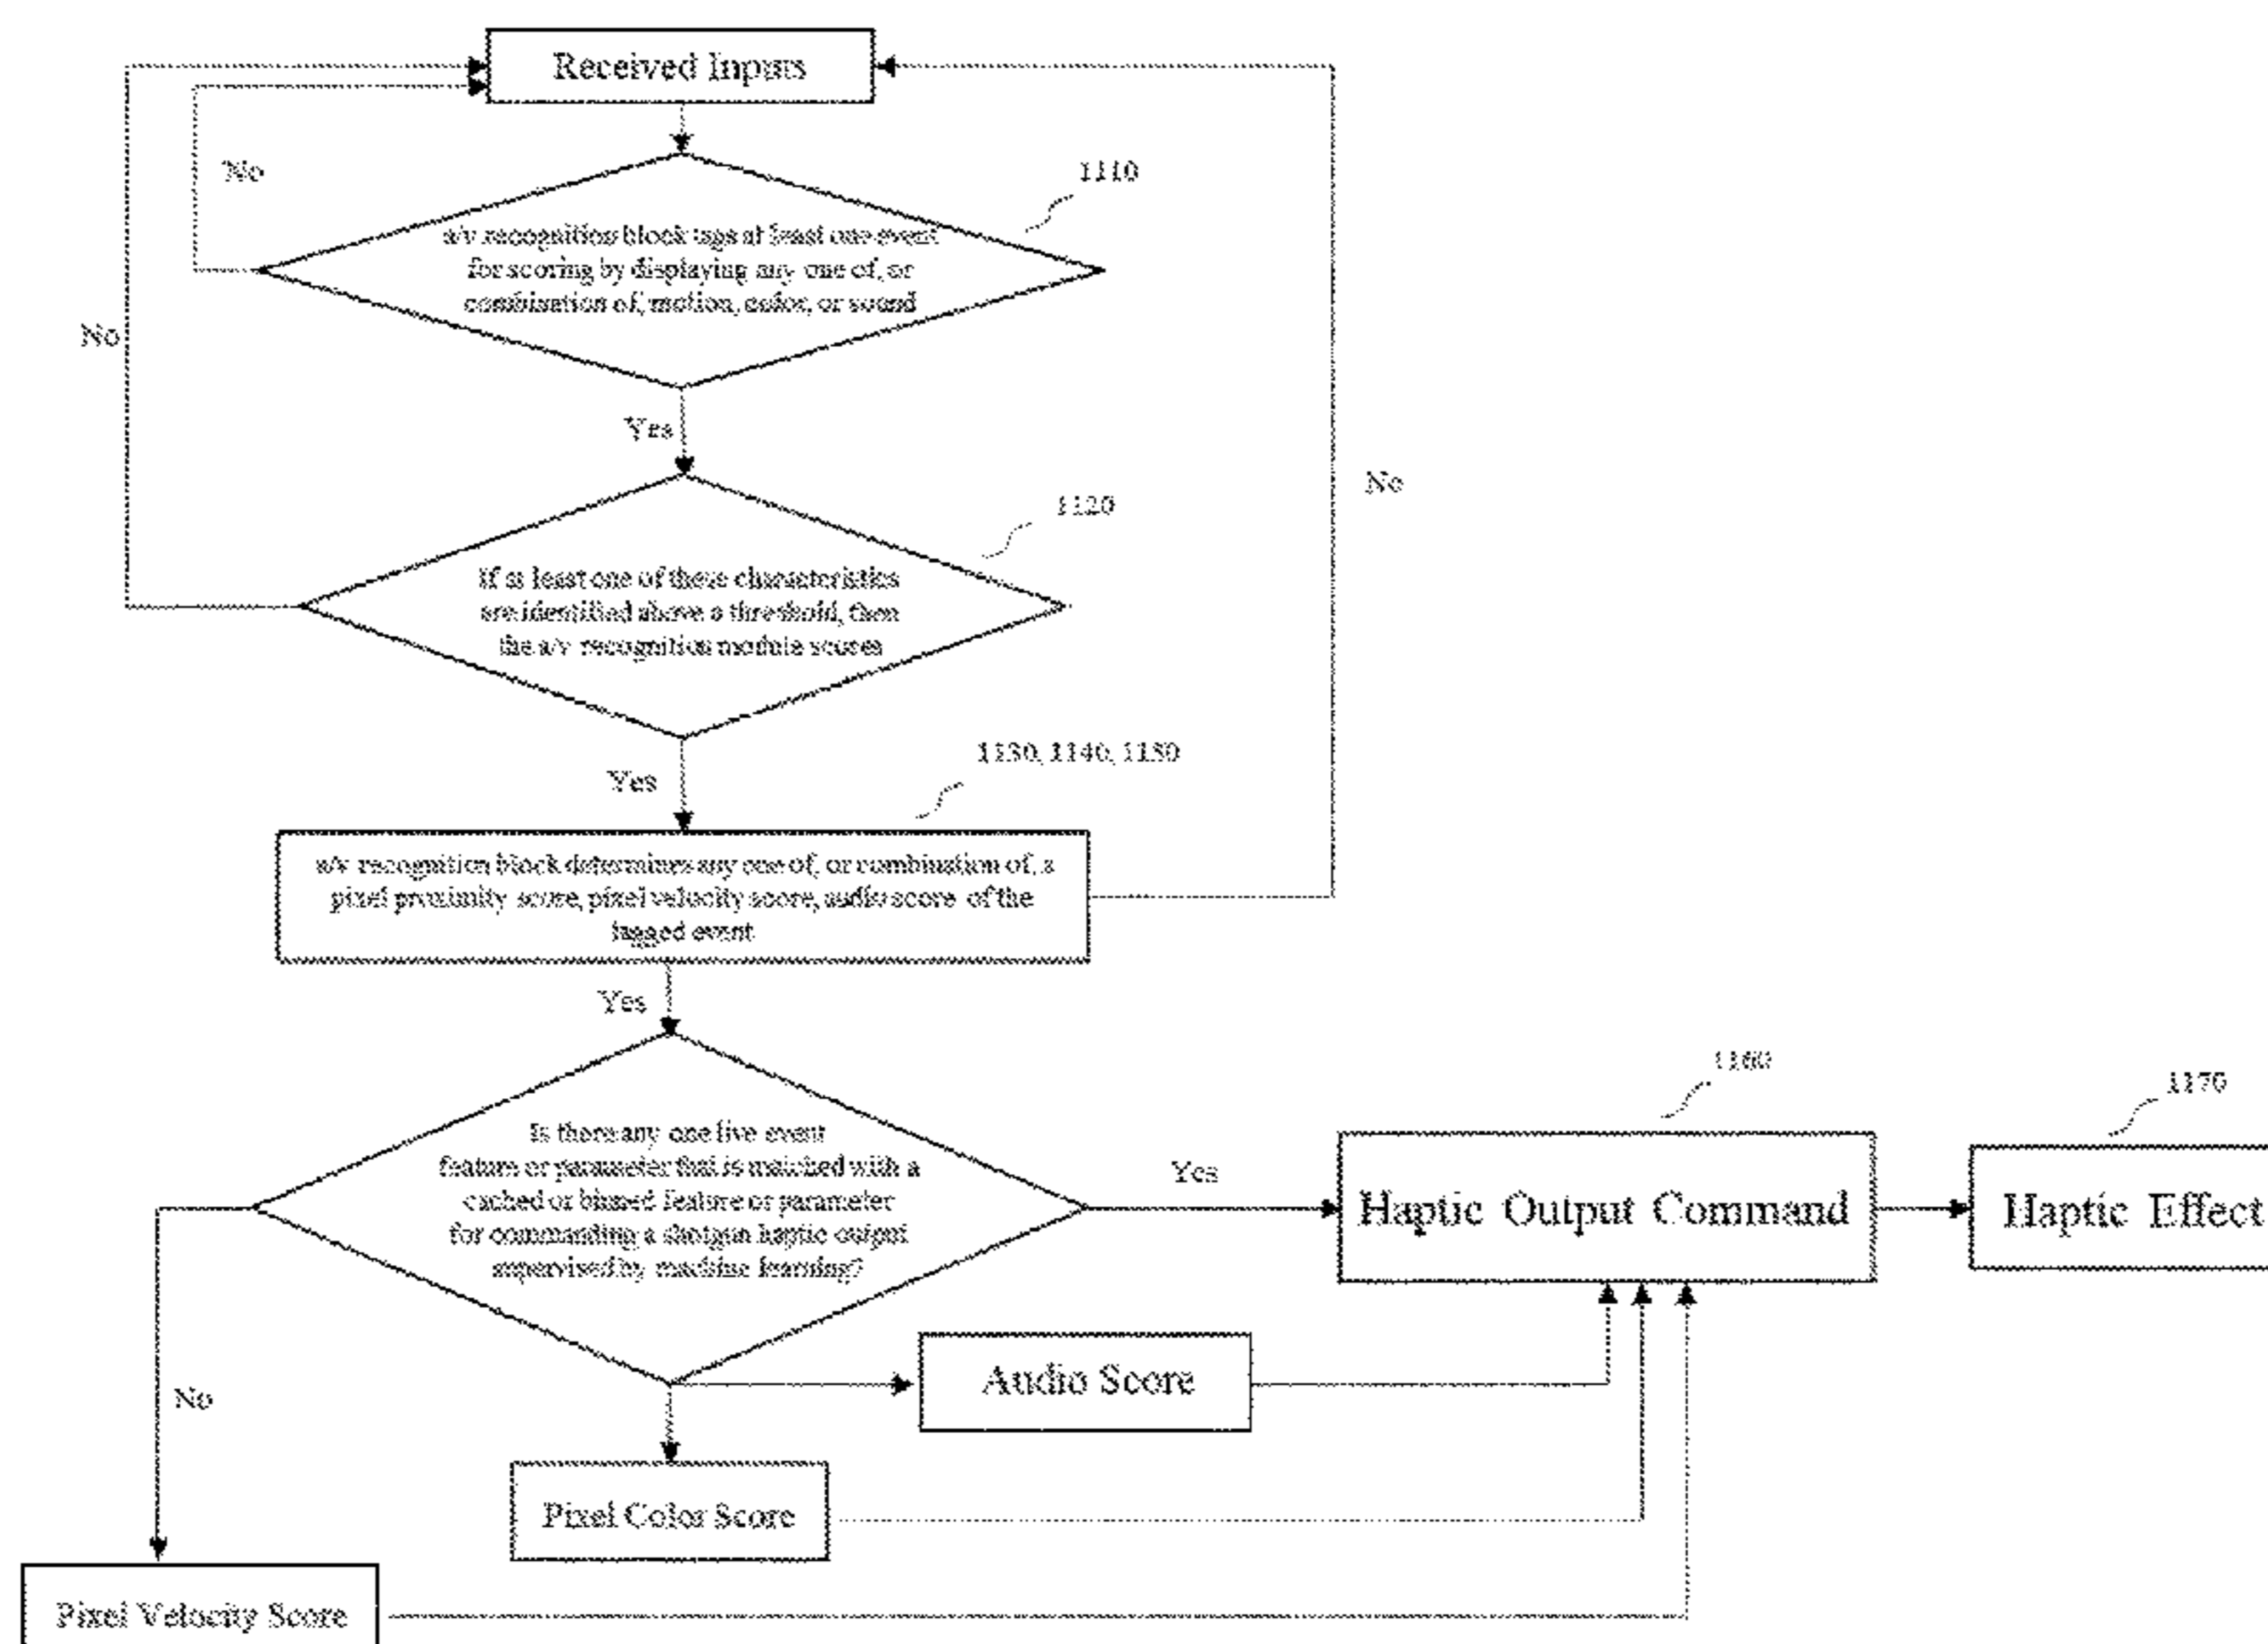 Received Inputs
No
1110
a/v recognition block tags at least one event
for scoring by displaying any one of, or
combination of, motion, color, or sound
No
Yes
No
1120
If at least one of these characteristics
are identified above a threshold, then
the a/v recognition module scores
1130, 1140, 1150
Yes
a/v recognition block determines any one of, or combination of, a
pixel proximity score, pixel velocity score, audio score of the
tagged event
Yes
1160
1170
Is there any one live event
feature or parameter that is matched with a
cached or binned feature or parameter
for commanding a shotgun haptic output
supervised by machine learning?
Yes
Haptic Output Command
Haptic Effect
No
Audio Score
Pixel Color Score
Pixel Velocity Score